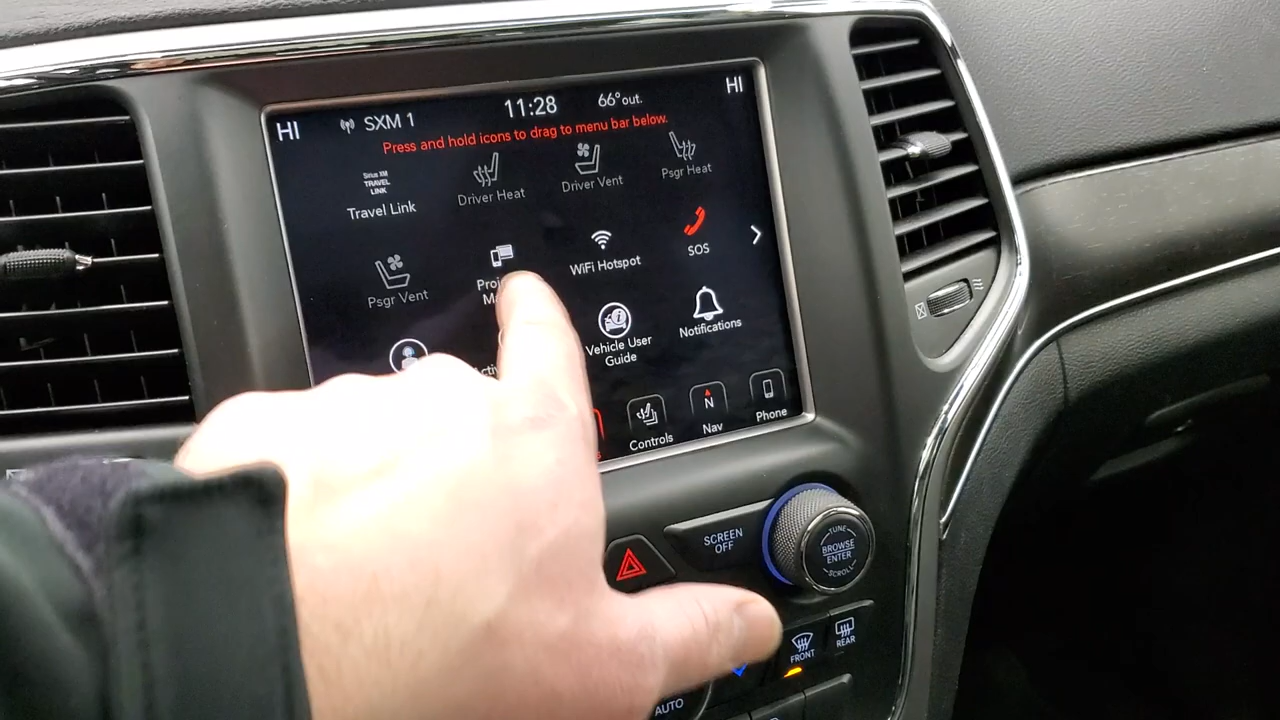 HI
SXM 1
11:28
66° out.
HI
Press and hold icons to drag to menu bar below.
Sirius XM
TRAVEL
LINK
Travel Link
Driver Heat
Driver Vent
Psgr Heat
Psgr Vent
WiFi Hotspot
SOS
Vehicle User
Guide
Notifications
Controls
N
Nav
Phone
SCREEN
OFF
TUNE
BROWSE
ENTER
SCROLL
FRONT
REAR
AUTO